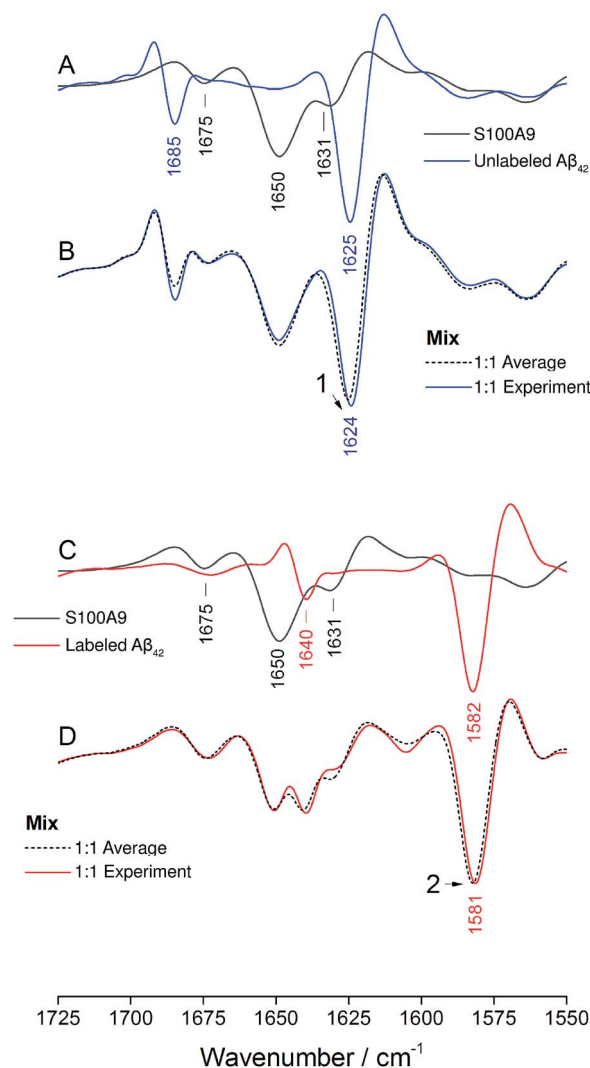 A
1685
1675
1650
1631
1625
S100A9
Unlabeled Aβ₄₂
B
Mix
1:1 Average
1:1 Experiment
1
1624
C
S100A9
Labeled Aβ₄₂
1675
1650
1640
1631
1582
D
Mix
1:1 Average
1:1 Experiment
2
1581
1725 1700 1675 1650 1625 1600 1575 1550
Wavenumber / cm⁻¹